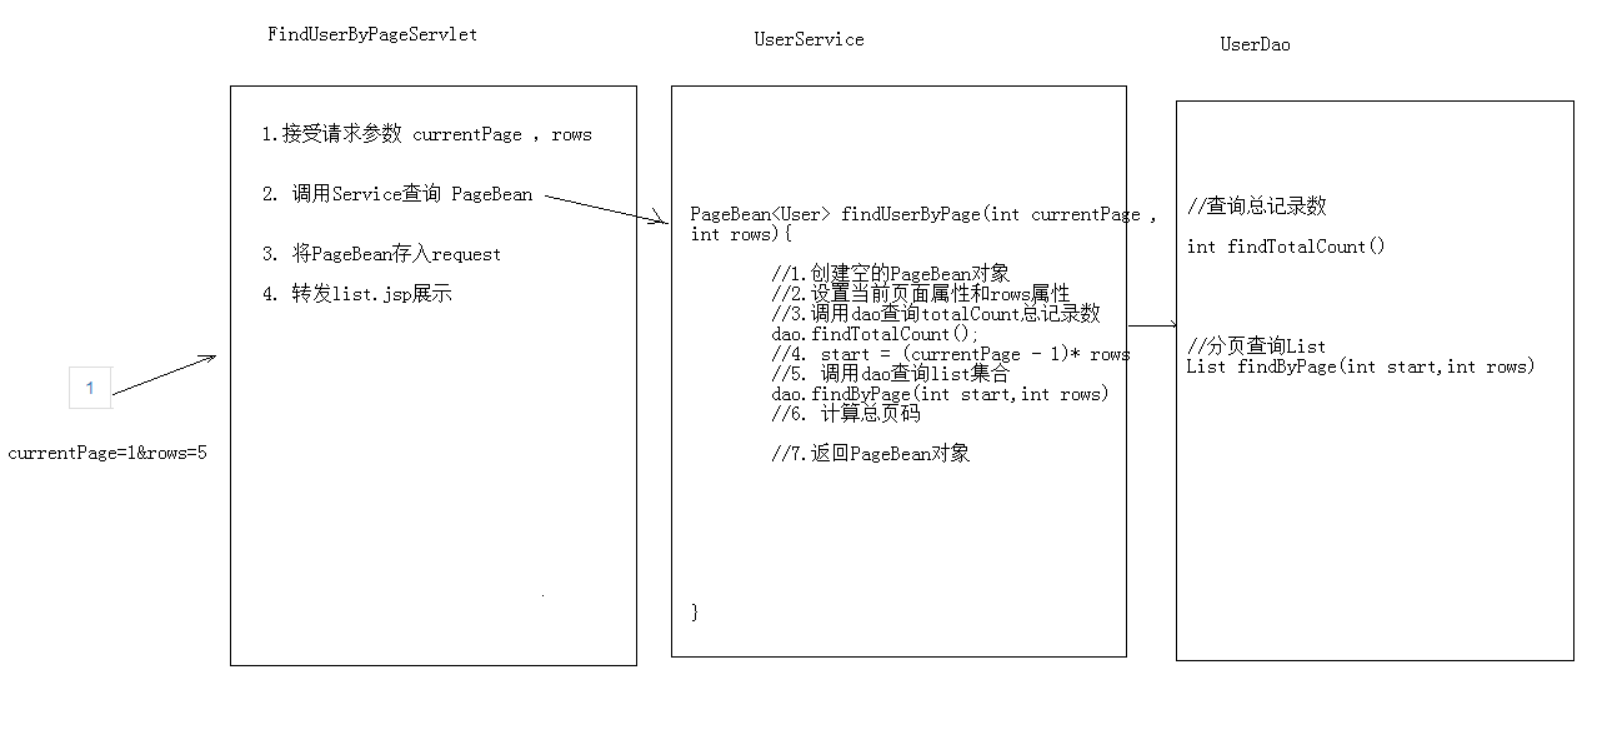 FindUserByPageServlet
UserService
UserDao
1.接受请求参数 currentPage , rows
2. 调用Service查询 PageBean
3. 将PageBean存入request
4. 转发list.jsp展示
1
currentPage=1&rows=5
PageBean<User> findUserByPage(int currentPage ,
int rows){
//1.创建空的PageBean对象
//2.设置当前页面属性和rows属性
//3.调用dao查询totalCount总记录数
dao.findTotalCount();
//4. start = (currentPage - 1)* rows
//5. 调用dao查询list集合
dao.findByPage(int start,int rows)
//6. 计算总页码
//7.返回PageBean对象
}
//查询总记录数
int findTotalCount()
//分页查询List
List findByPage(int start,int rows)